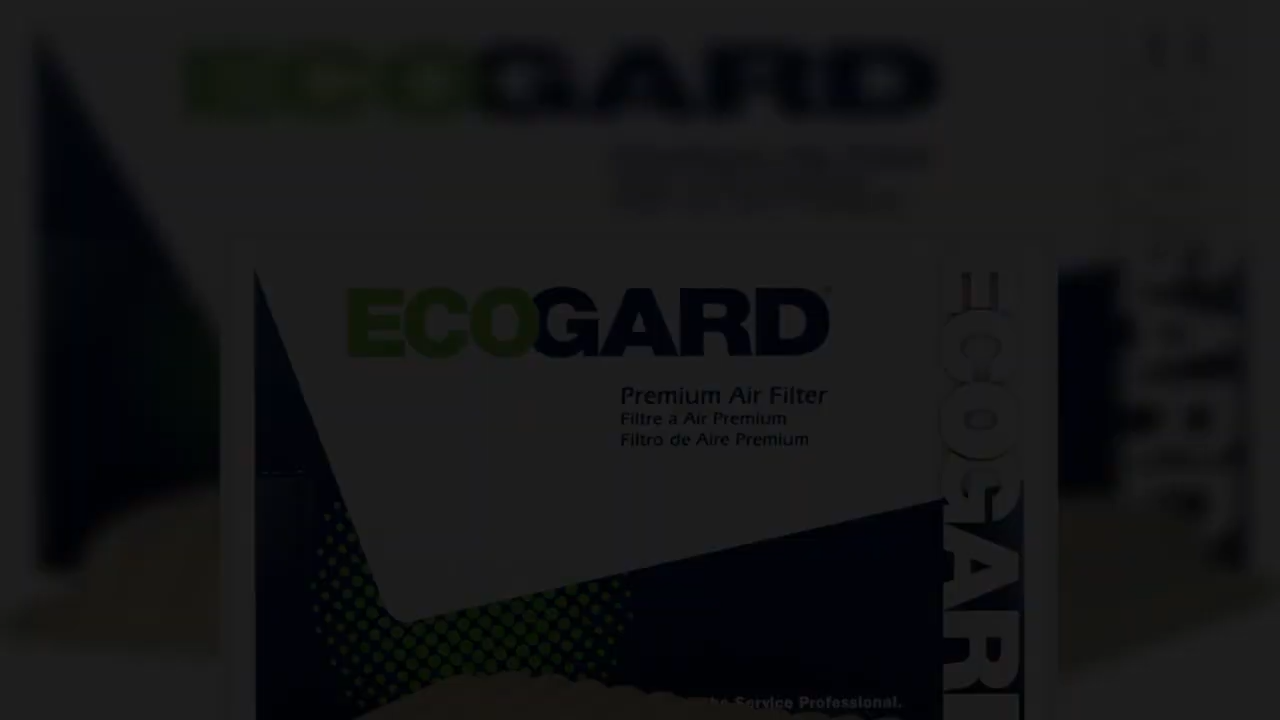 ECOGARD
ECOGARD®
Premium Air Filter
Filtre a Air Premium
Filtro de Aire Premium
Service Professional.
ECOGARD